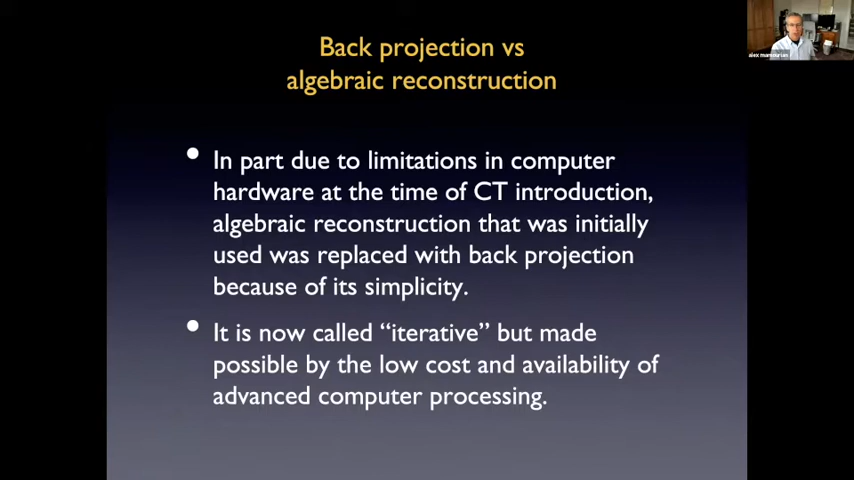 Back projection vs
algebraic reconstruction
• In part due to limitations in computer
hardware at the time of CT introduction,
algebraic reconstruction that was initially
used was replaced with back projection
because of its simplicity.
• It is now called “iterative” but made
possible by the low cost and availability of
advanced computer processing.
alex mamourian